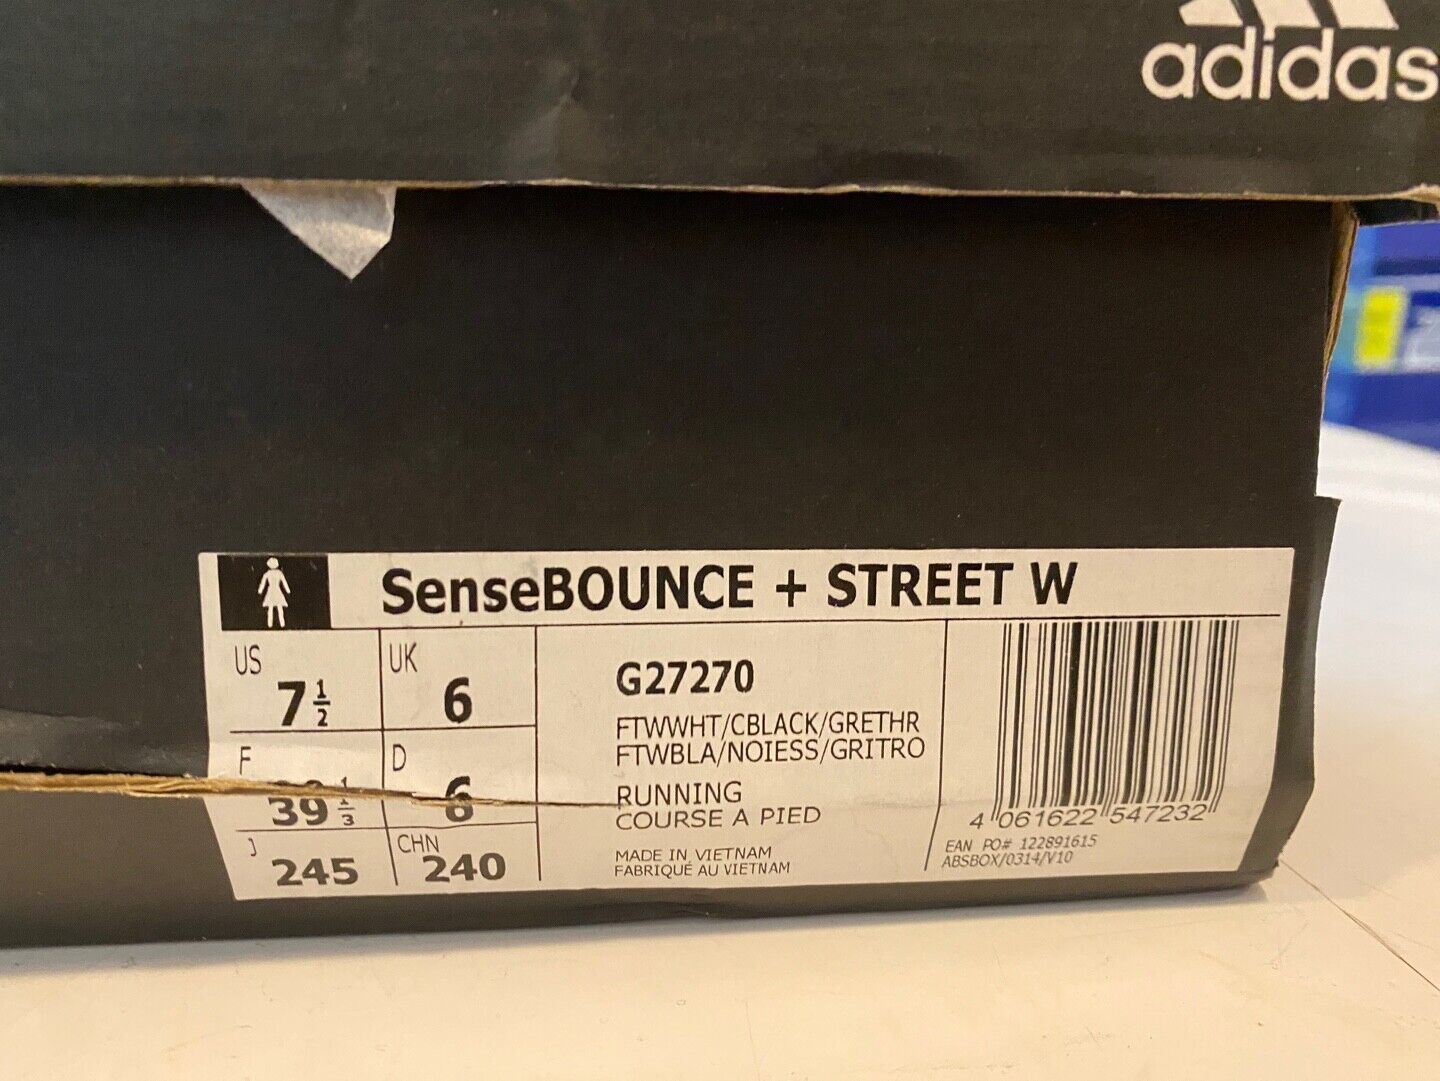 adidas
SenseBOUNCE + STREET W
US 7 1/2
UK 6
F 39 1/3
D 6
J 245
CHN 240
G27270
FTWWHT/CBLACK/GRETHR
FTWBLA/NOIESS/GRITRO
RUNNING
COURSE A PIED
MADE IN VIETNAM
FABRIQUÉ AU VIETNAM
4 061622 547232
EAN PO# 122891615
ABSBOX/0314/V10